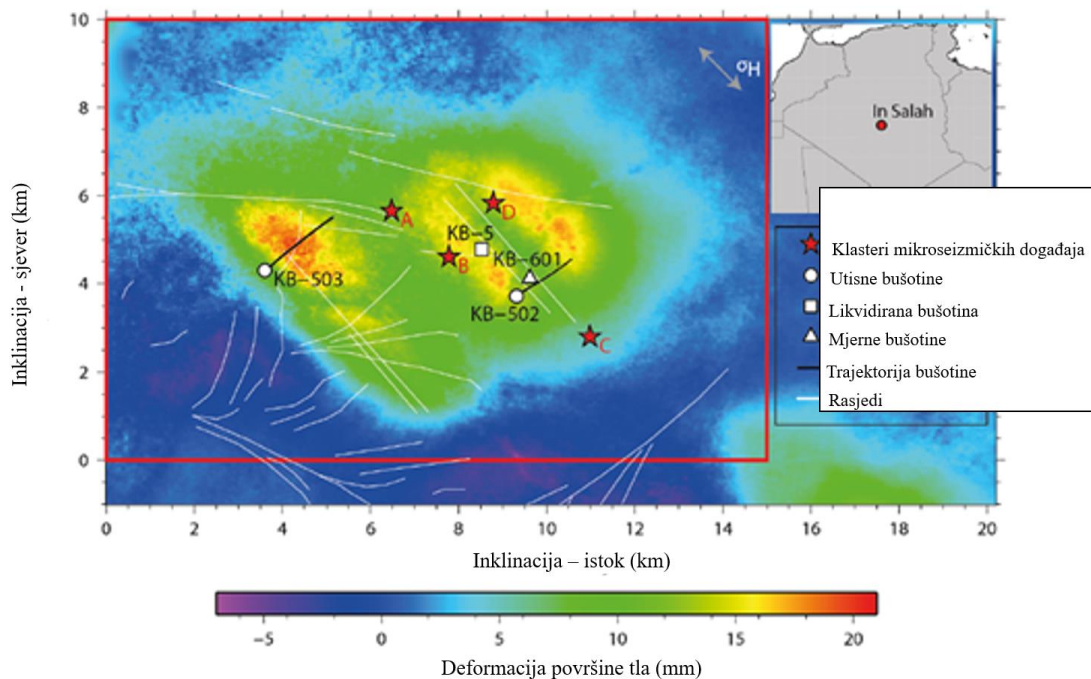 10
8
6
4
2
0
Inklinacija - sjever (km)
σH
In Salah
A
D
KB-5
B
KB-601
KB-503
KB-502
C
Klasteri mikroseizmičkih događaja
Utisne bušotine
Likvidirana bušotina
Mjerne bušotine
Trajektorija bušotine
Rasjedi
0 2 4 6 8 10 12 14 16 18 20
Inklinacija – istok (km)
−5 0 5 10 15 20
Deformacija površine tla (mm)